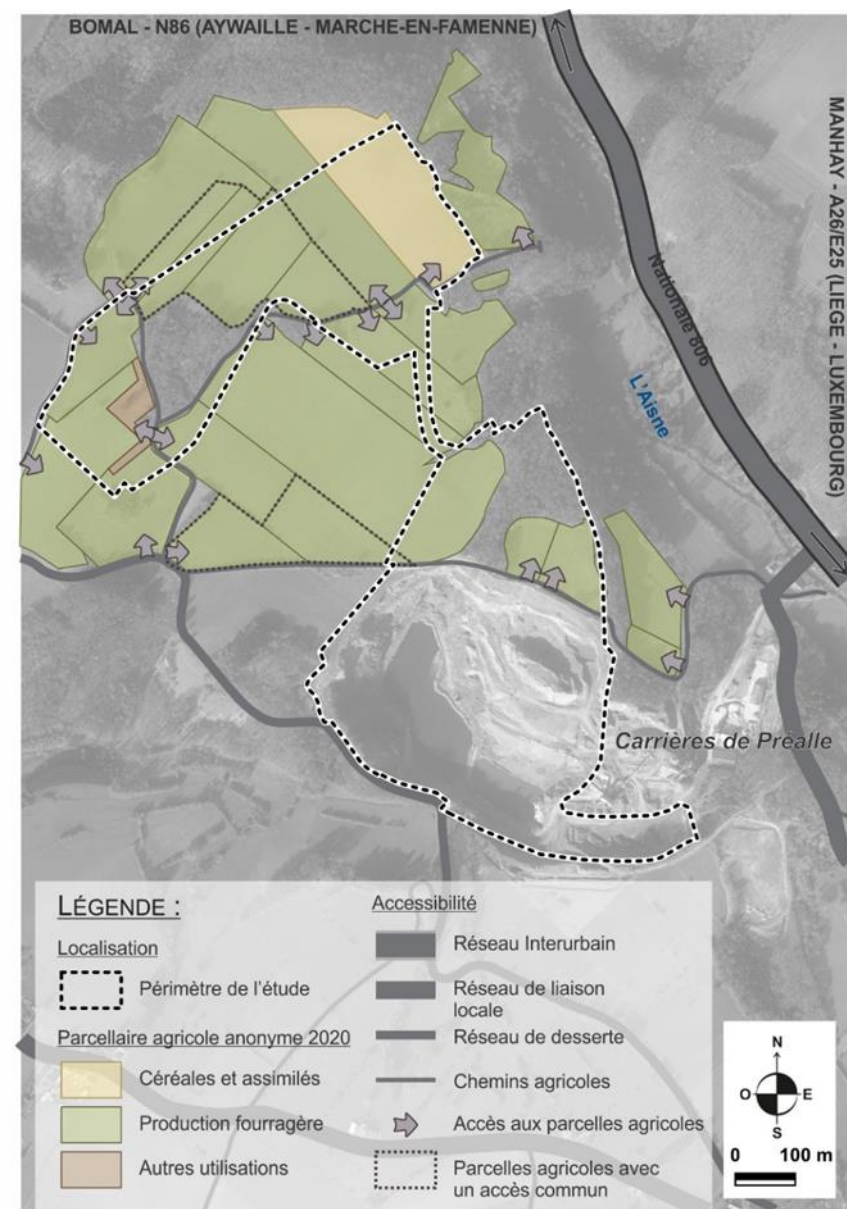 BOMAL - N86 (AYWAILLE - MARCHE-EN-FAMENNE)
MANHAY - A26/E25 (LIEGE - LUXEMBOURG)
Nationale 806
L'Aisne
Carrières de Préalle
LÉGENDE :
Localisation
Périmètre de l'étude
Parcellaire agricole anonyme 2020
Céréales et assimilés
Production fourragère
Autres utilisations
Accessibilité
Réseau Interurbain
Réseau de liaison
locale
Réseau de desserte
Chemins agricoles
Accès aux parcelles agricoles
Parcelles agricoles avec
un accès commun
N
O
E
S
0 100 m